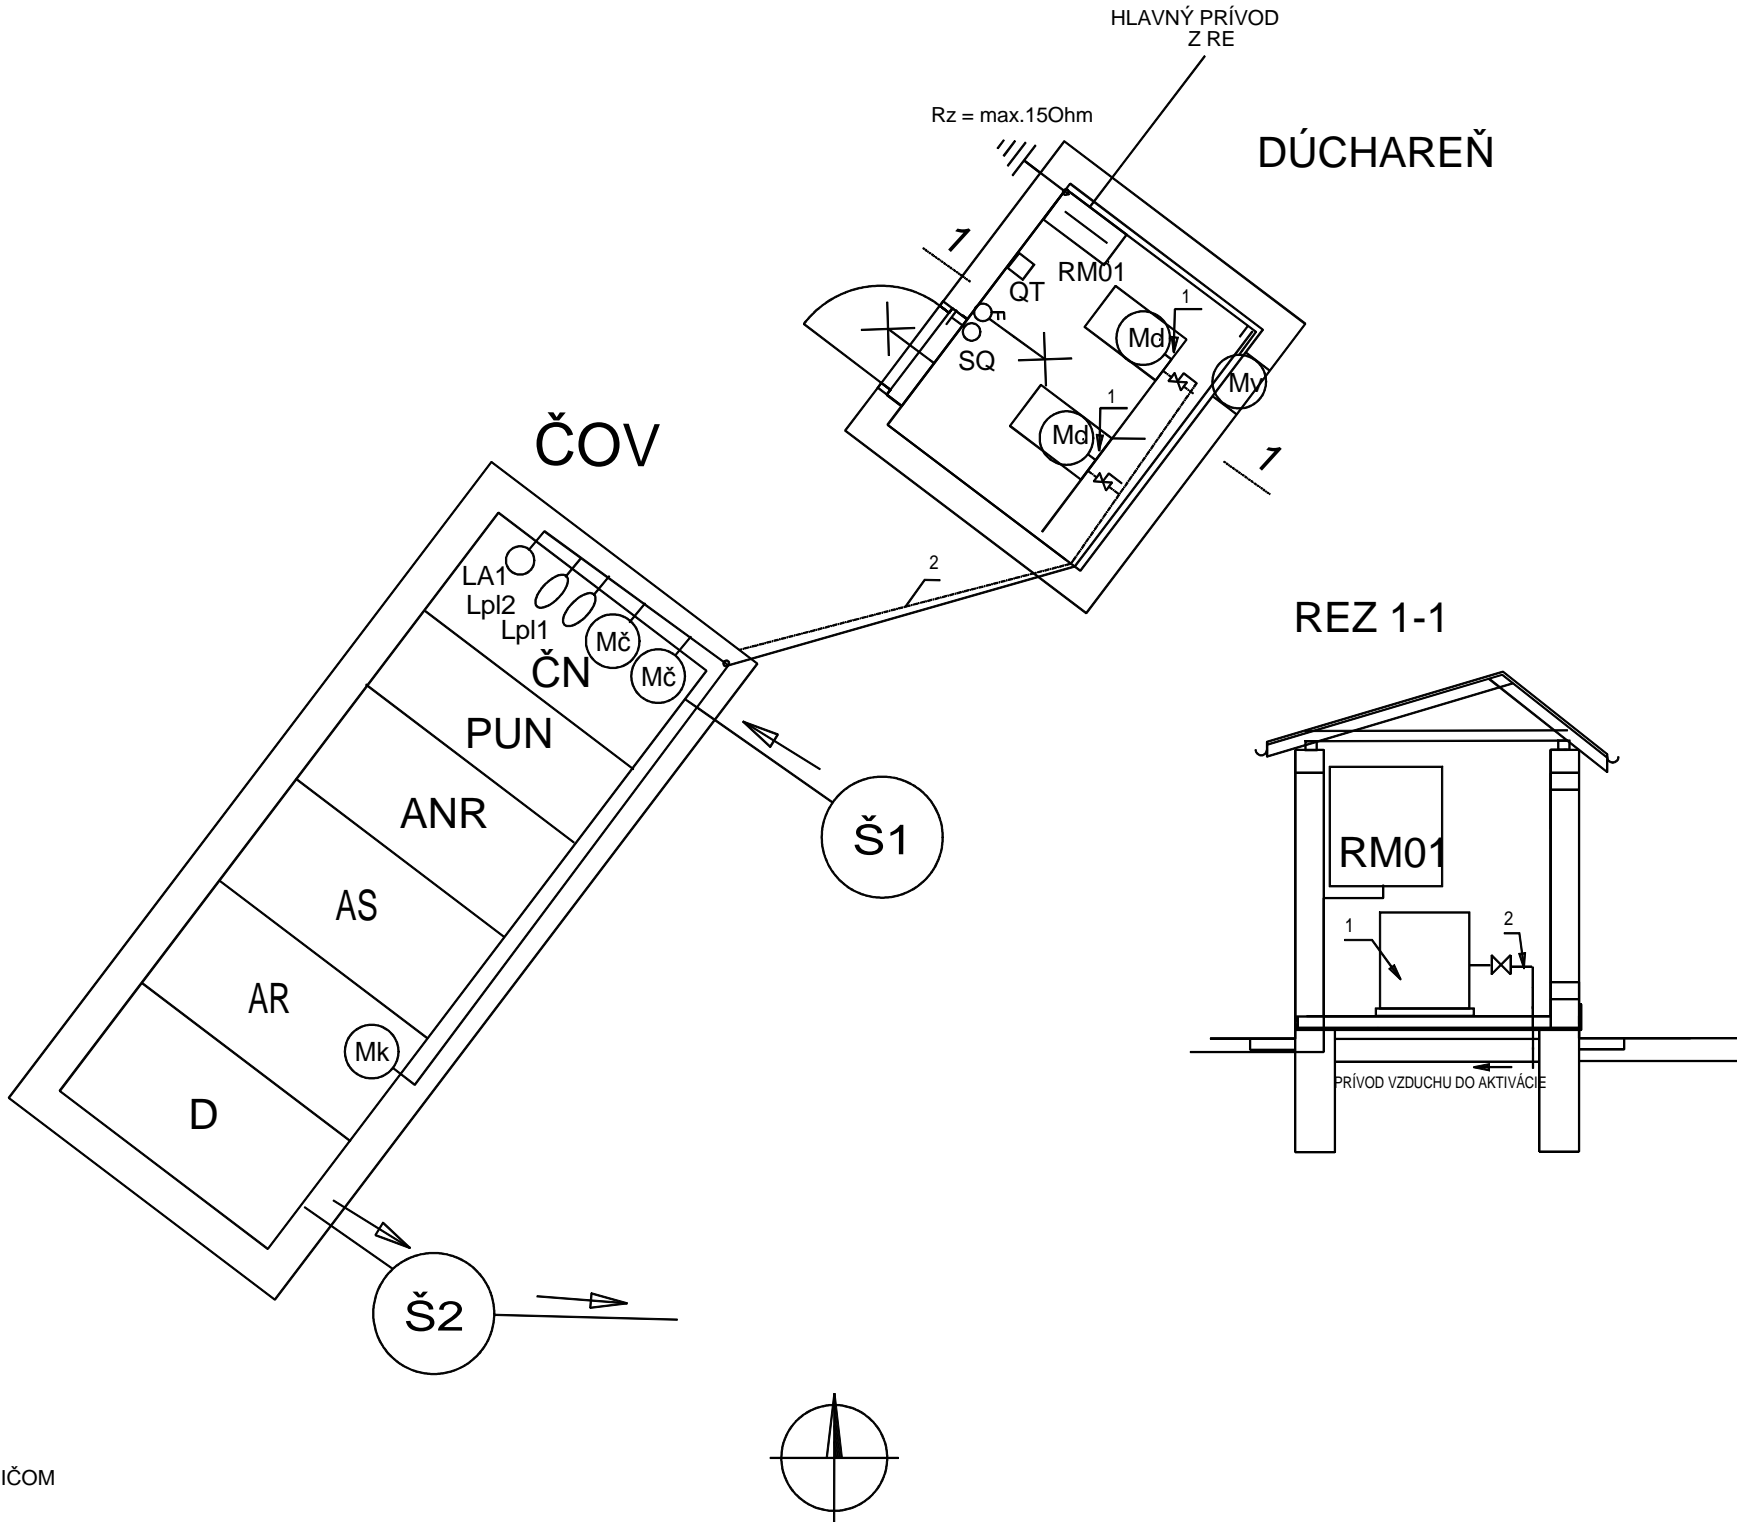 HLAVNÝ PRÍVOD
Z RE
Rz = max.15Ohm
DÚCHAREŇ
1
RM01
QT
SQ
1
Md
Mv
1
Md
1
ČOV
LA1
Lpl2
Lpl1
Mč
Mč
ČN
2
PUN
ANR
AS
AR
Mk
D
Š1
Š2
REZ 1-1
RM01
1
2
PRÍVOD VZDUCHU DO AKTIVÁCIE
IČOM